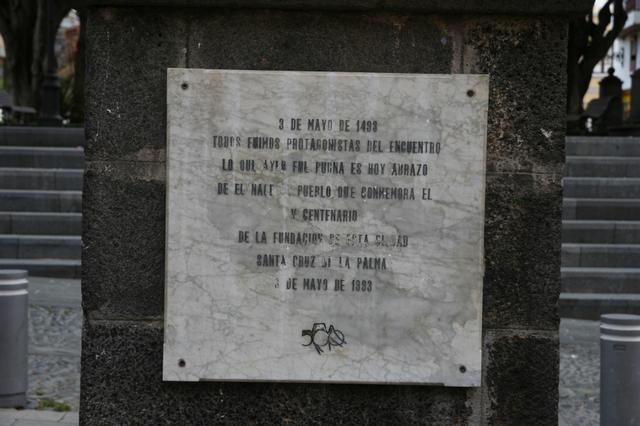 3 DE MAYO DE 1493
TODOS FUIMOS PROTAGONISTAS DEL ENCUENTRO
LO QUE AYER FUE PUGNA ES HOY ABRAZO
DE EL NACE EL PUEBLO QUE CONMEMORA EL
V CENTENARIO
DE LA FUNDACION DE ESTA CIUDAD
SANTA CRUZ DE LA PALMA
3 DE MAYO DE 1993
500